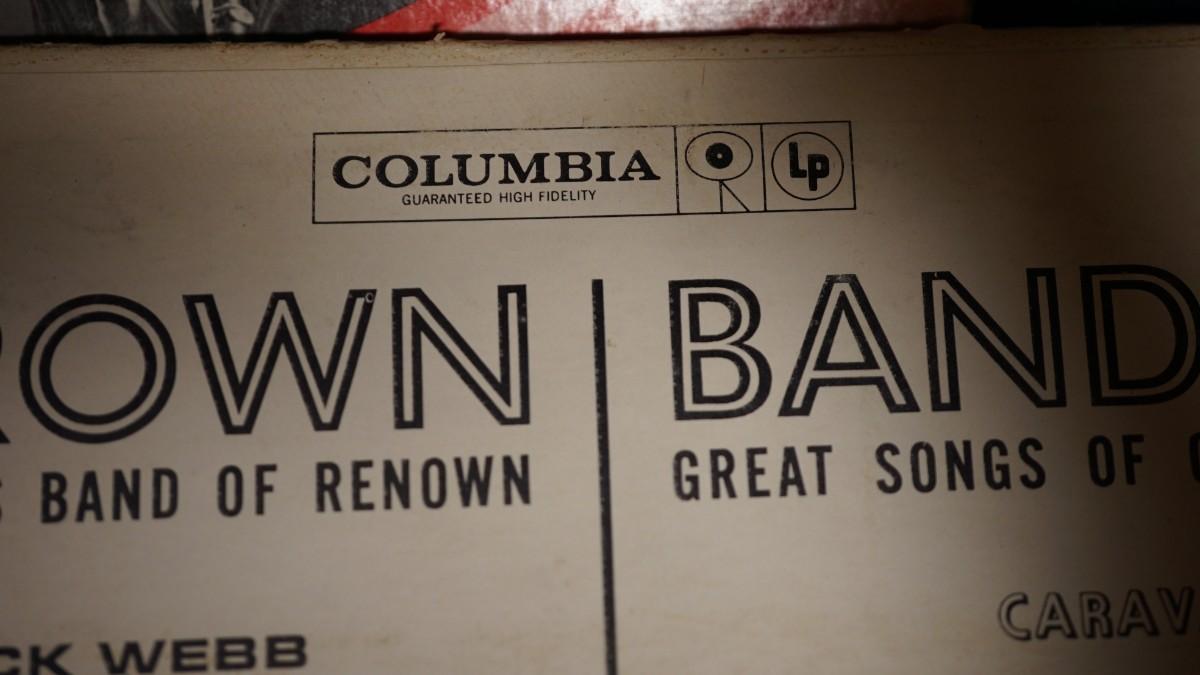 COLUMBIA
GUARANTEED HIGH FIDELITY
Lp
ROWN
BAND
BAND OF RENOWN
GREAT SONGS OF
CK WEBB
CARAV